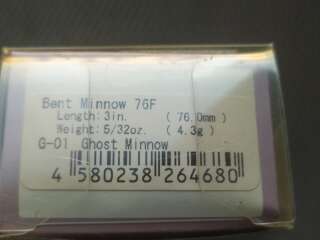 Bent Minnow 76F
Length: 3in. ( 76.0mm )
Weight: 5/32oz. ( 4.3g )
G-01 Ghost Minnow
4 580238 264680